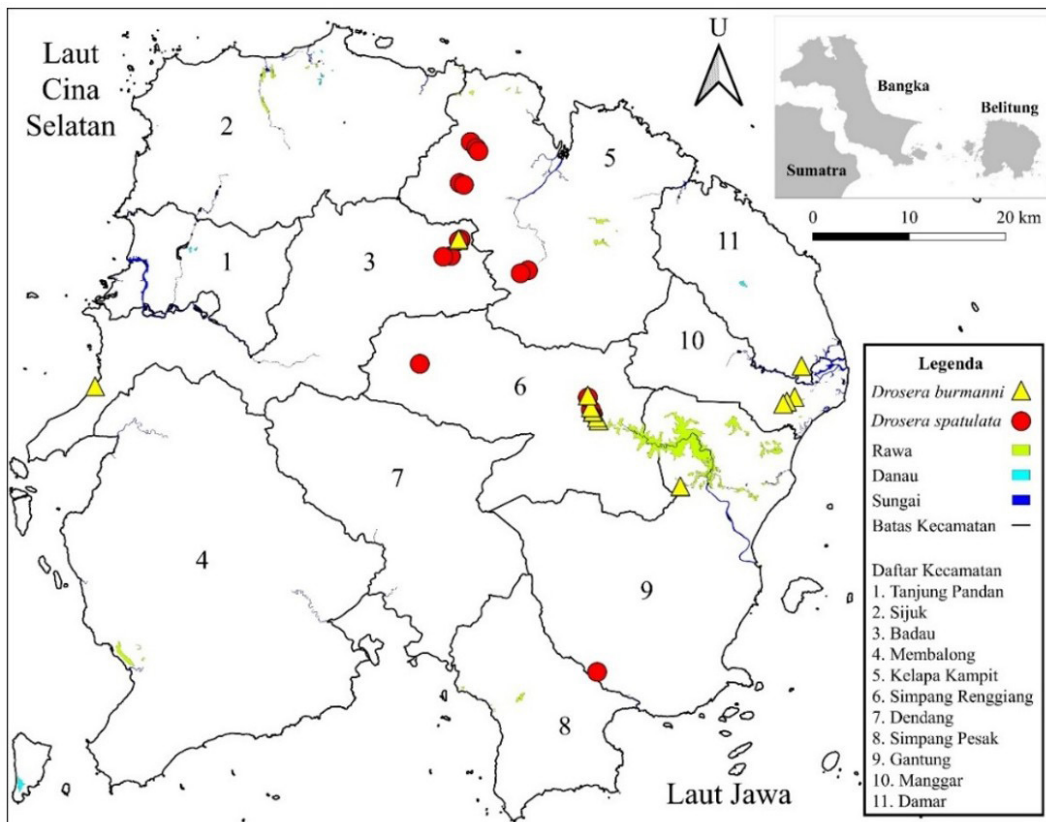 Laut
Cina
Selatan
U
Bangka
Belitung
Sumatra
0 10 20 km
2
5
11
1
3
10
6
7
4
9
8
Laut Jawa
Legenda
Drosera burmanni
Drosera spatulata
Rawa
Danau
Sungai
Batas Kecamatan
Daftar Kecamatan
1. Tanjung Pandan
2. Sijuk
3. Badau
4. Membalong
5. Kelapa Kampit
6. Simpang Renggiang
7. Dendang
8. Simpang Pesak
9. Gantung
10. Manggar
11. Damar